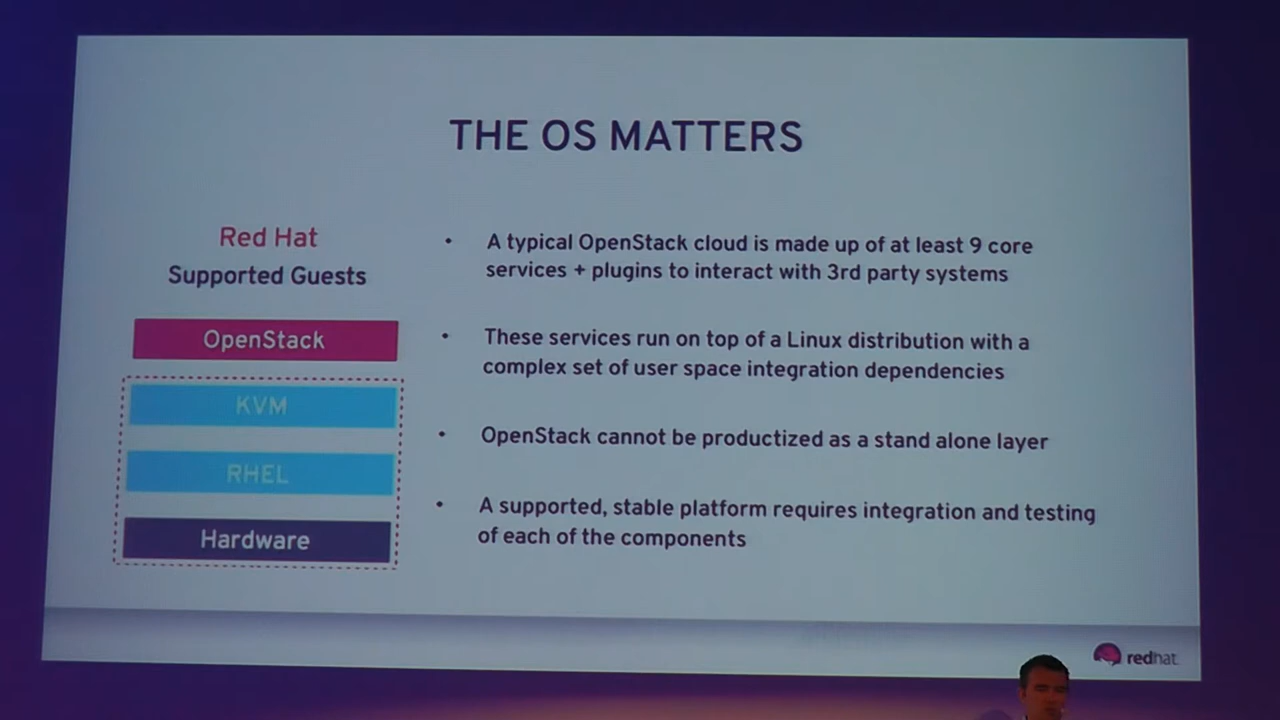 THE OS MATTERS
Red Hat
Supported Guests
OpenStack
KVM
RHEL
Hardware
• A typical OpenStack cloud is made up of at least 9 core
services + plugins to interact with 3rd party systems
• These services run on top of a Linux distribution with a
complex set of user space integration dependencies
• OpenStack cannot be productized as a stand alone layer
• A supported, stable platform requires integration and testing
of each of the components
redhat.